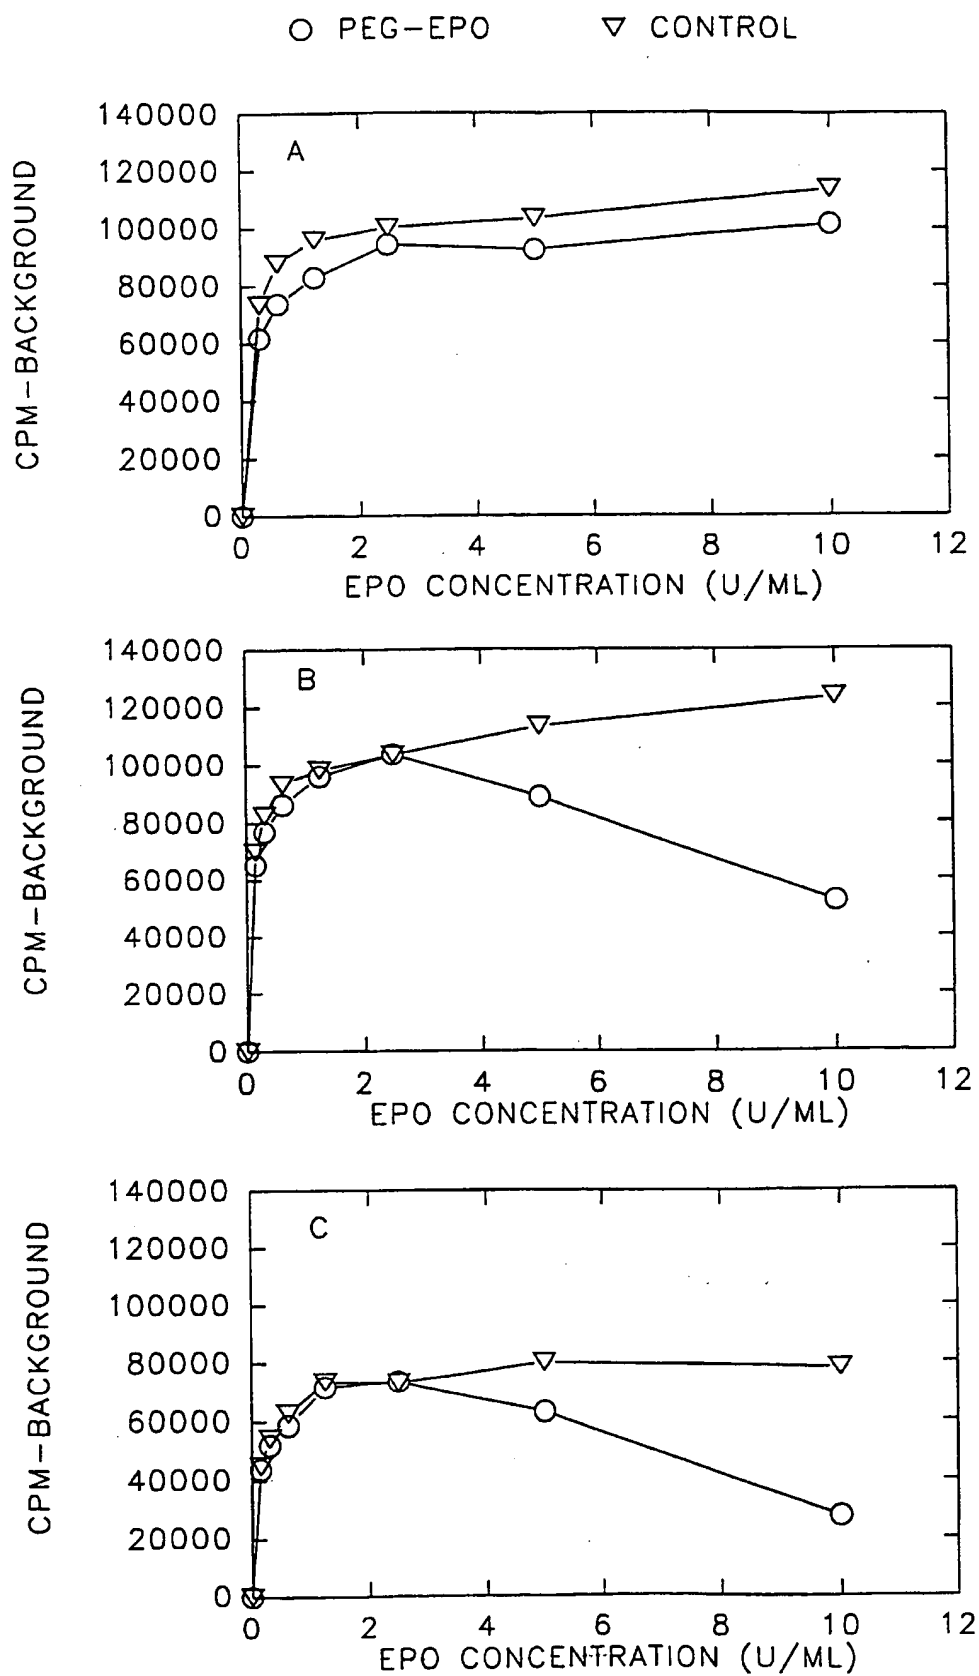 ○ PEG-EPO ▽ CONTROL
A
140000
120000
100000
80000
60000
40000
20000
0
0 2 4 6 8 10 12
CPM-BACKGROUND
EPO CONCENTRATION (U/ML)
B
140000
120000
100000
80000
60000
40000
20000
0
0 2 4 6 8 10 12
CPM-BACKGROUND
EPO CONCENTRATION (U/ML)
C
140000
120000
100000
80000
60000
40000
20000
0
0 2 4 6 8 10 12
CPM-BACKGROUND
EPO CONCENTRATION (U/ML)